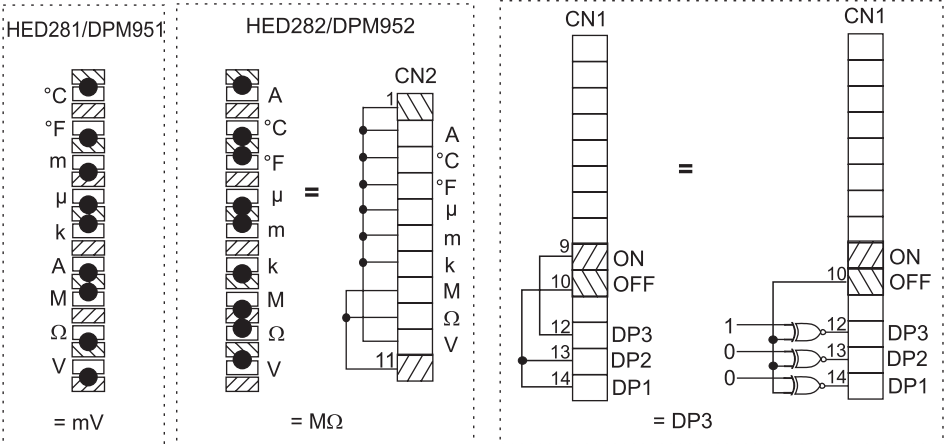 HED281/DPM951
°C
°F
m
µ
k
A
M
Ω
V
= mV
HED282/DPM952
A
°C
°F
µ
m
k
M
Ω
V
=
CN2
1
A
°C
°F
µ
m
k
M
Ω
V
11
= MΩ
CN1
9 ON
10 OFF
12 DP3
13 DP2
14 DP1
=
CN1
ON
10 OFF
1 12 DP3
0 13 DP2
0 14 DP1
= DP3